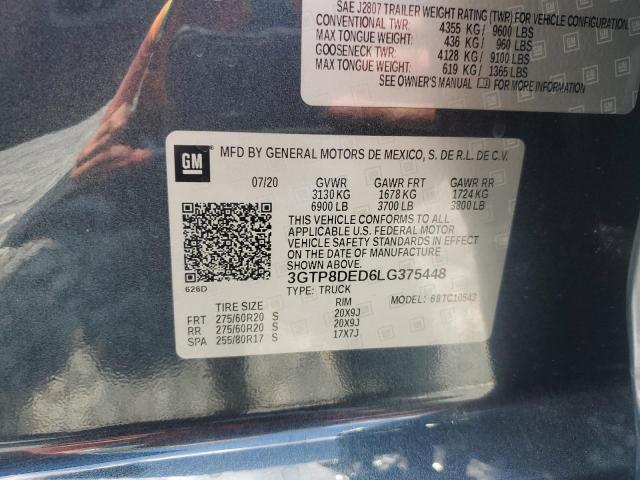 SAE J2807 TRAILER WEIGHT RATING (TWR) FOR VEHICLE CONFIGURATION
CONVENTIONAL TWR: 4355 KG / 9600 LBS
MAX TONGUE WEIGHT: 436 KG / 960 LBS
GOOSENECK TWR: 4128 KG / 9100 LBS
MAX TONGUE WEIGHT: 619 KG / 1365 LBS
SEE OWNER'S MANUAL FOR MORE INFORMATION
GM MFD BY GENERAL MOTORS DE MEXICO, S. DE R.L. DE C.V.
07/20 GVWR GAWR FRT GAWR RR
3130 KG 1678 KG 1724 KG
6900 LB 3700 LB 3800 LB
THIS VEHICLE CONFORMS TO ALL
APPLICABLE U.S. FEDERAL MOTOR
VEHICLE SAFETY STANDARDS IN EFFECT
ON THE DATE OF MANUFACTURE
SHOWN ABOVE.
3GTP8DED6LG375448
626D
TYPE: TRUCK MODEL: 68TC10543
TIRE SIZE RIM
FRT 275/60R20 S 20X9J
RR 275/60R20 S 20X9J
SPA 255/80R17 S 17X7J